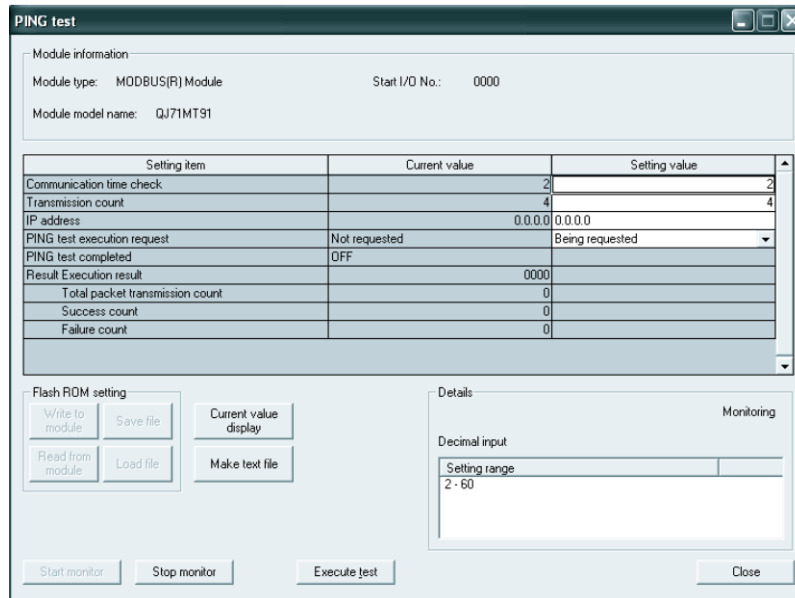 PING test
Module information
Module type: MODBUS(R) Module Start I/O No.: 0000
Module model name: QJ71MT91
Setting item Current value Setting value
Communication time check 2 2
Transmission count 4 4
IP address 0.0.0.0 0.0.0.0
PING test execution request Not requested Being requested
PING test completed OFF
Result Execution result 0000
Total packet transmission count 0
Success count 0
Failure count 0
Flash ROM setting
Write to module
Save file
Current value display
Read from module
Load file
Make text file
Details
Monitoring
Decimal input
Setting range
2 - 60
Start monitor Stop monitor Execute test Close